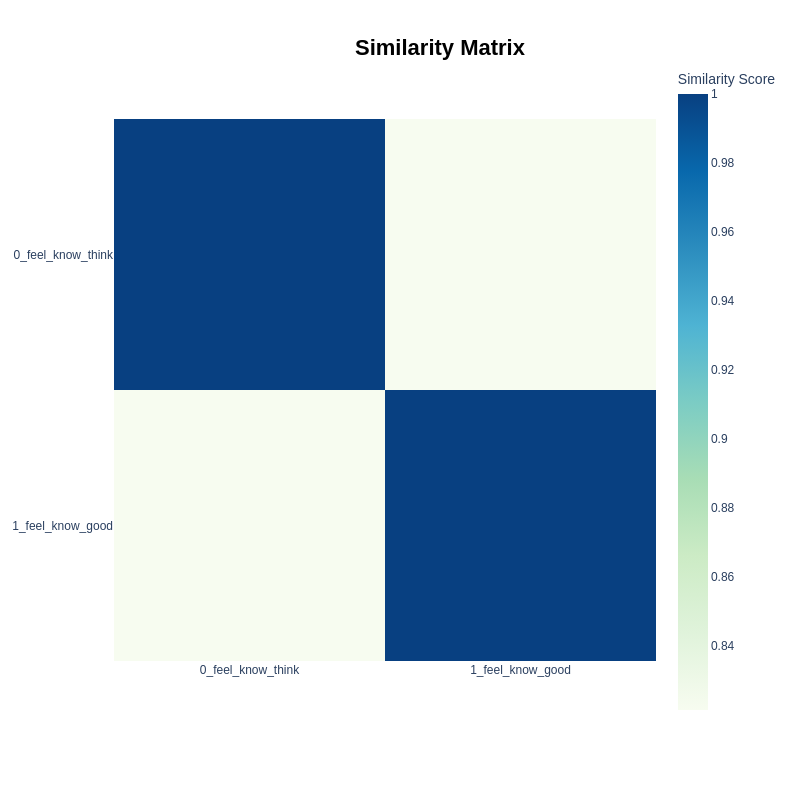 Similarity Matrix
Similarity Score
1
0.98
0.96
0.94
0.92
0.9
0.88
0.86
0.84
0_feel_know_think
1_feel_know_good
0_feel_know_think
1_feel_know_good